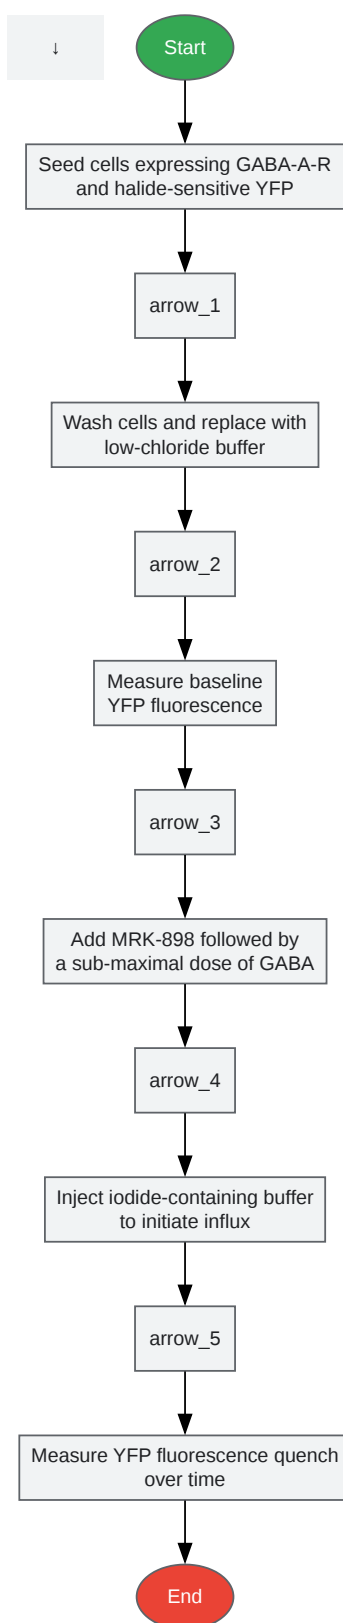 ↓
Start
Seed cells expressing GABA-A-R
and halide-sensitive YFP
arrow_1
Wash cells and replace with
low-chloride buffer
arrow_2
Measure baseline
YFP fluorescence
arrow_3
Add MRK-898 followed by
a sub-maximal dose of GABA
arrow_4
Inject iodide-containing buffer
to initiate influx
arrow_5
Measure YFP fluorescence quench
over time
End